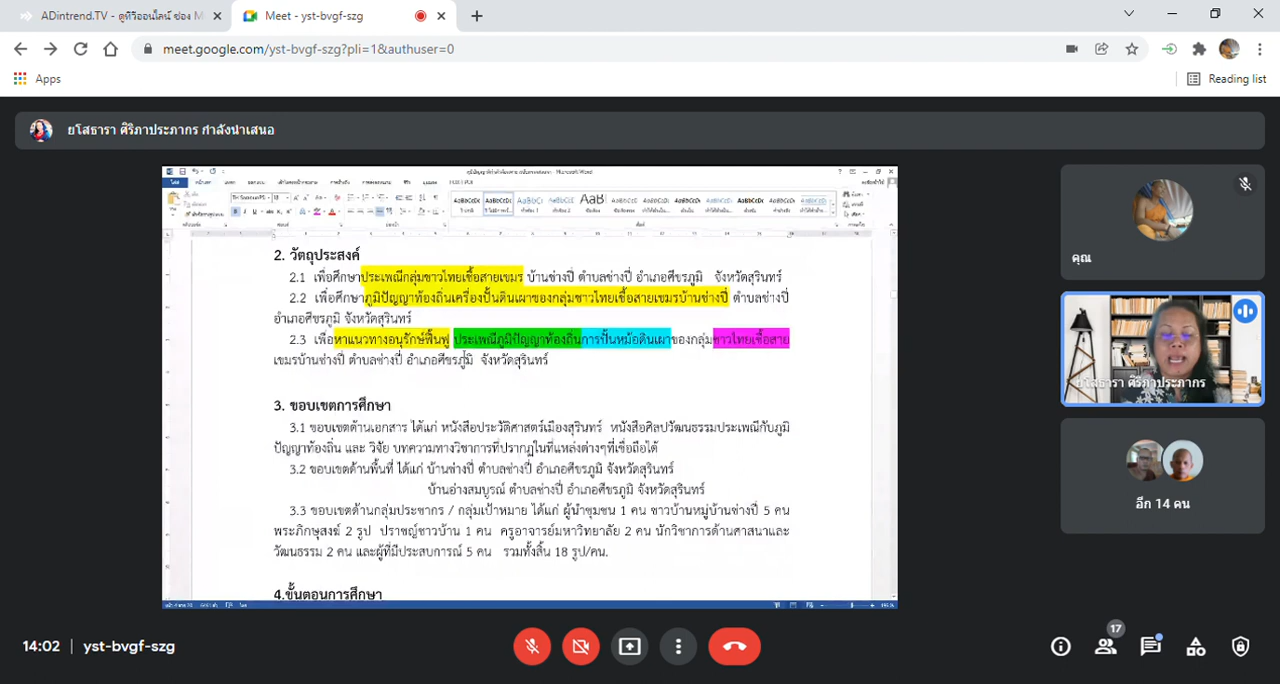 ADintrend.TV - ดูทีวีออนไลน์ ช่อง M
Meet - yst-bvgf-szg
meet.google.com/yst-bvgf-szg?pli=1&authuser=0
Apps
Reading list
ยโสธารา ศิริภาประภากร กำลังนำเสนอ
2. วัตถุประสงค์
2.1 เพื่อศึกษาประเพณีกลุ่มชาวไทยเชื้อสายเขมร บ้านช่างปี่ ตำบลช่างปี่ อำเภอศีขรภูมิ จังหวัดสุรินทร์
2.2 เพื่อศึกษาภูมิปัญญาท้องถิ่นเครื่องปั้นดินเผาของกลุ่มชาวไทยเชื้อสายเขมรบ้านช่างปี่ ตำบลช่างปี่
อำเภอศีขรภูมิ จังหวัดสุรินทร์
2.3 เพื่อหาแนวทางอนุรักษ์ฟื้นฟู ประเพณีภูมิปัญญาท้องถิ่นการปั้นหม้อดินเผาของกลุ่มชาวไทยเชื้อสาย
เขมรบ้านช่างปี่ ตำบลช่างปี่ อำเภอศีขรภูมิ จังหวัดสุรินทร์
3. ขอบเขตการศึกษา
3.1 ขอบเขตด้านเอกสาร ได้แก่ หนังสือประวัติศาสตร์เมืองสุรินทร์ หนังสือศิลปวัฒนธรรมประเพณีกับภูมิ
ปัญญาท้องถิ่น และ วิจัย บทความทางวิชาการที่ปรากฏในที่แหล่งต่างๆที่เชื่อถือได้
3.2 ขอบเขตด้านพื้นที่ ได้แก่ บ้านช่างปี่ ตำบลช่างปี่ อำเภอศีขรภูมิ จังหวัดสุรินทร์
บ้านอ่างสมบูรณ์ ตำบลช่างปี่ อำเภอศีขรภูมิ จังหวัดสุรินทร์
3.3 ขอบเขตด้านกลุ่มประชากร / กลุ่มเป้าหมาย ได้แก่ ผู้นำชุมชน 1 คน ชาวบ้านหมู่บ้านช่างปี่ 5 คน
พระภิกษุสงฆ์ 2 รูป ปราชญ์ชาวบ้าน 1 คน ครูอาจารย์มหาวิทยาลัย 2 คน นักวิชาการด้านศาสนาและ
วัฒนธรรม 2 คน และผู้ที่มีประสบการณ์ 5 คน รวมทั้งสิ้น 18 รูป/คน.
4.ขั้นตอนการศึกษา
คุณ
ยโสธารา ศิริภาประภากร
อีก 14 คน
14:02
yst-bvgf-szg
17